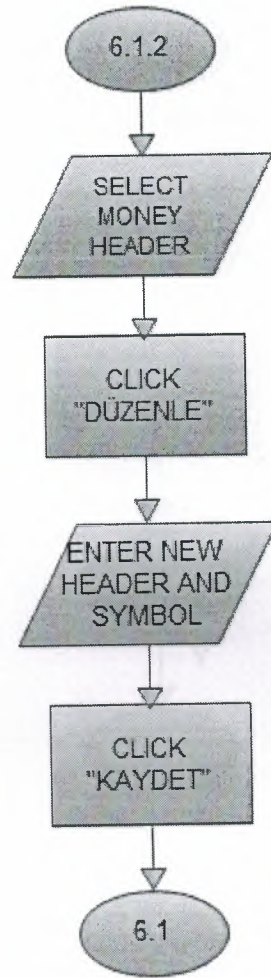 6.1.2
SELECT
MONEY
HEADER
CLICK
"DÜZENLE"
ENTER NEW
HEADER AND
SYMBOL
CLICK
"KAYDET"
6.1